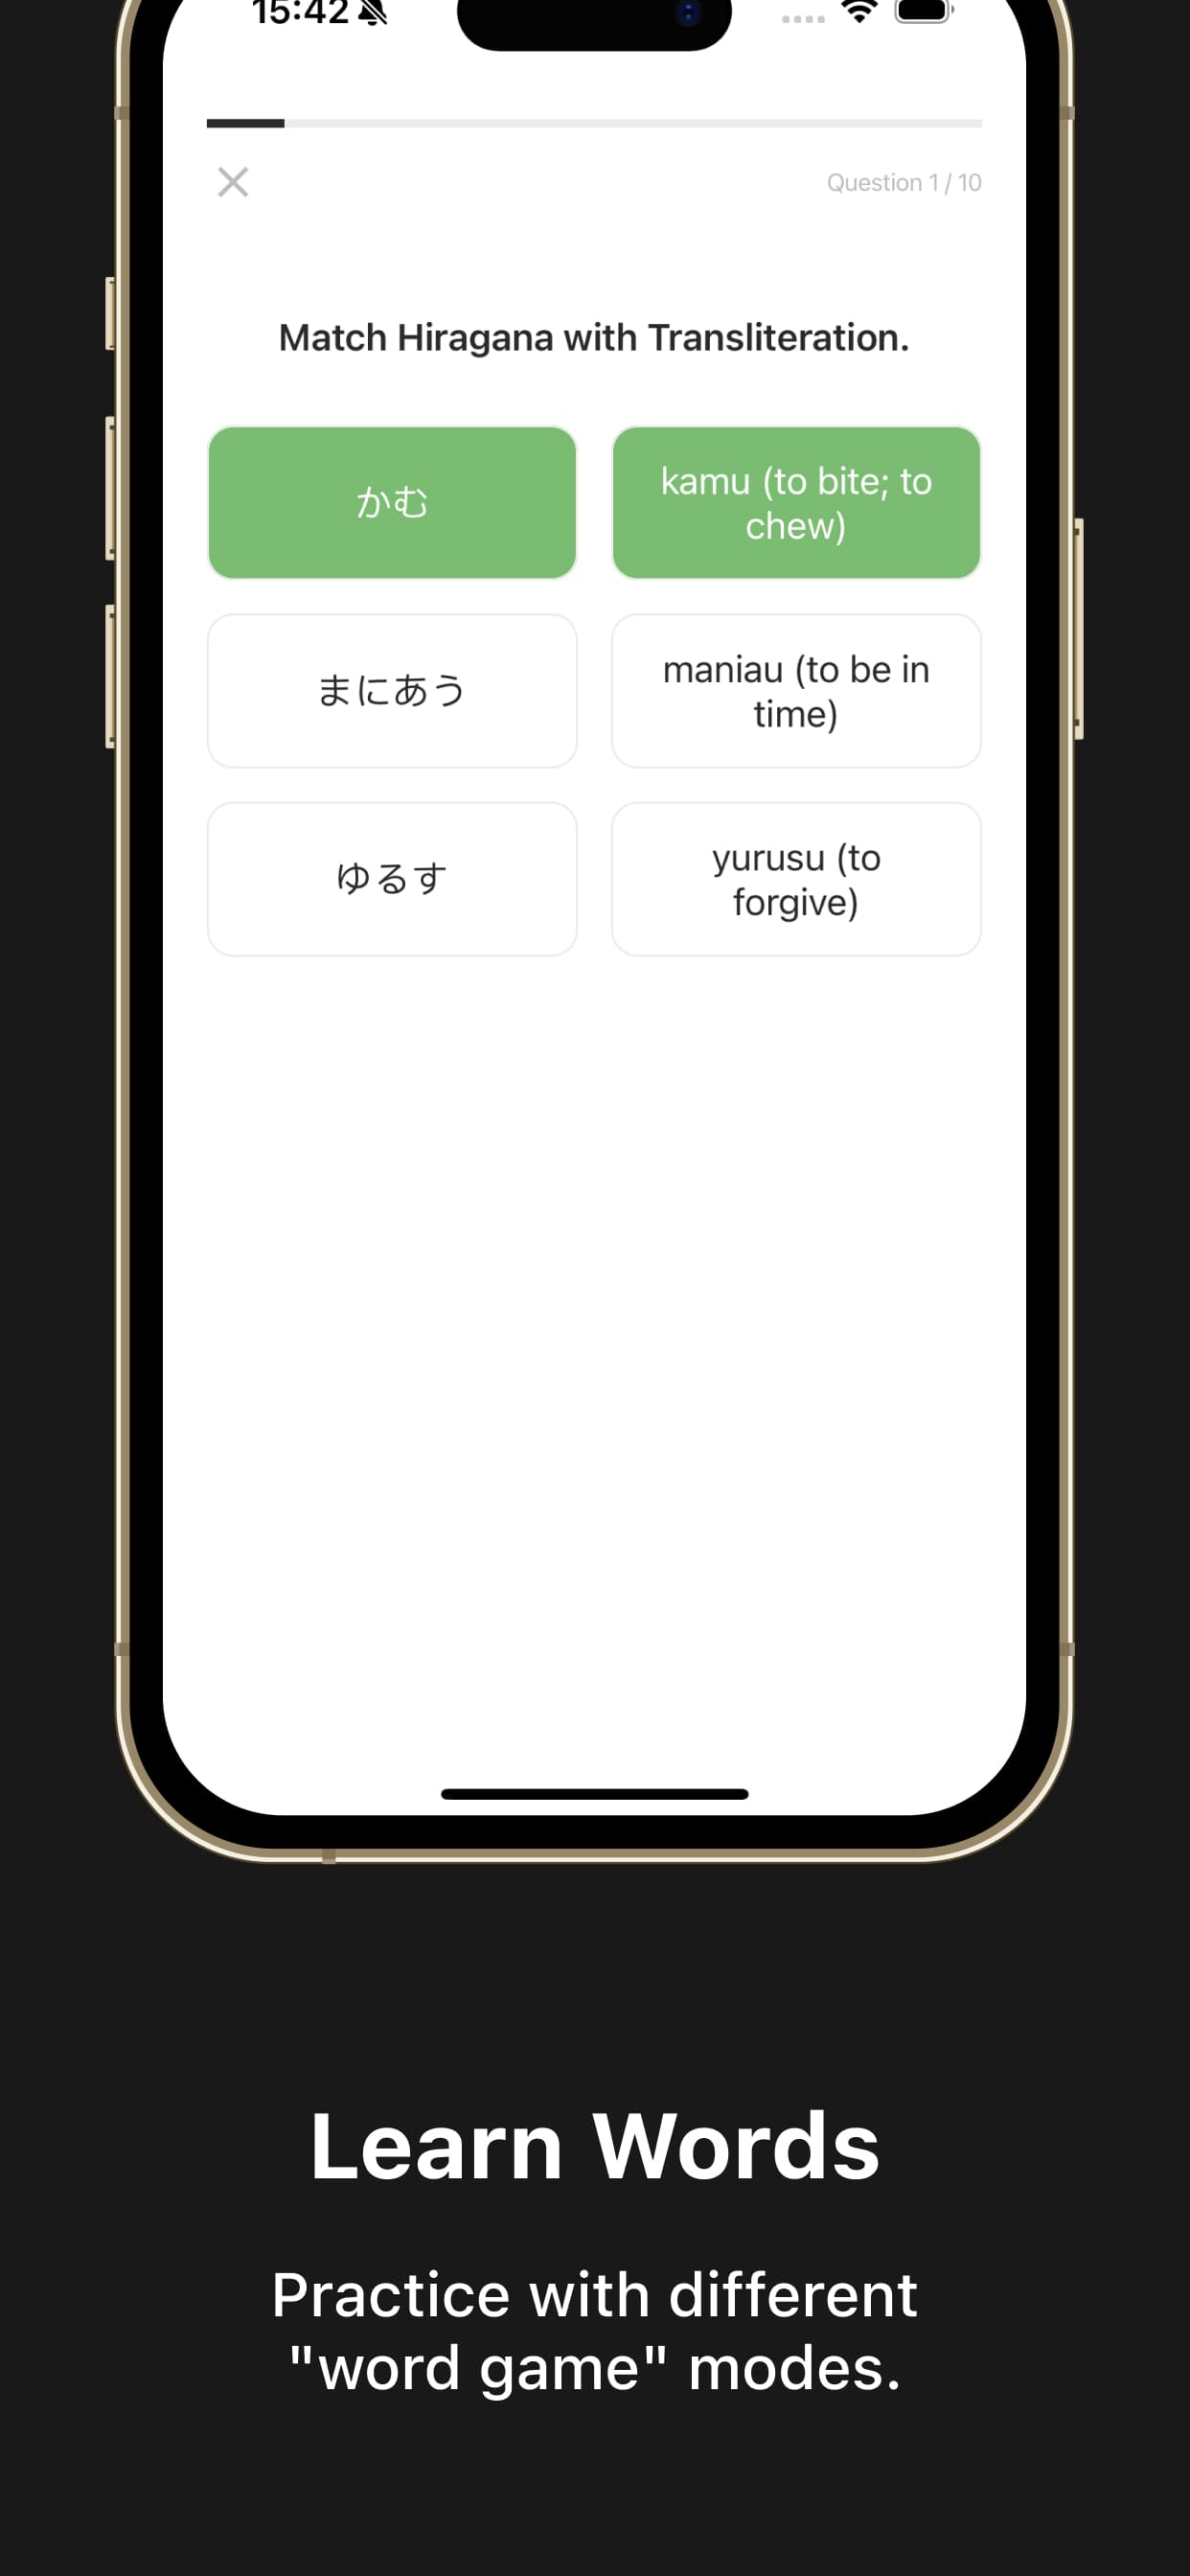 15:42
Question 1 / 10
Match Hiragana with Transliteration.
かむ
kamu (to bite; to
chew)
まにあう
maniau (to be in
time)
ゆるす
yurusu (to
forgive)
Learn Words
Practice with different
"word game" modes.